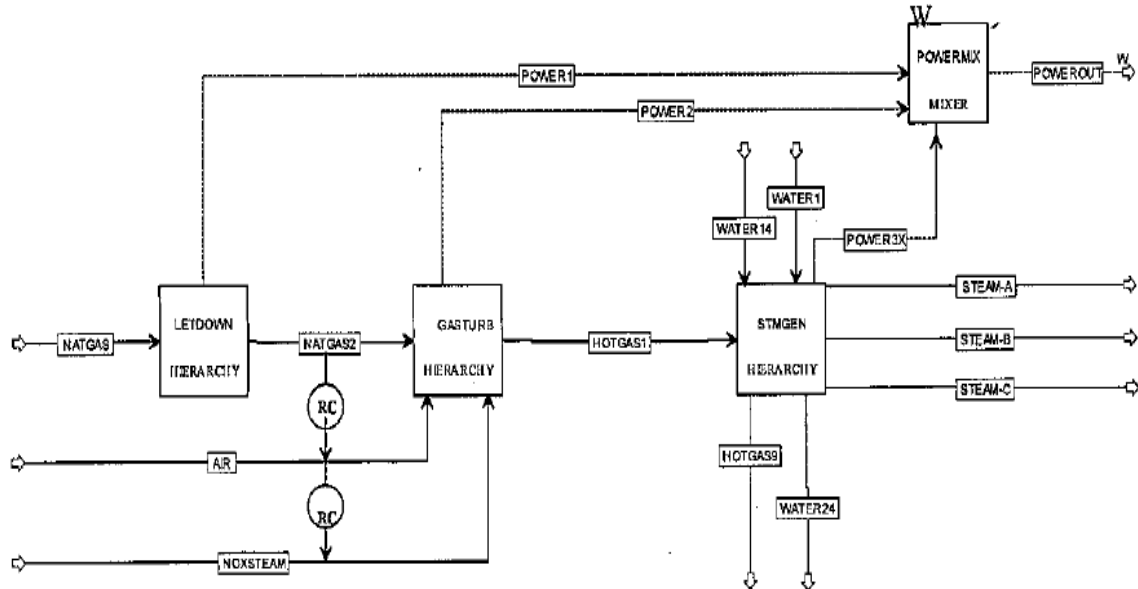 W
POWERMIX
MIXER
POWER1
POWEROUT
W
POWER2
WATER1
WATER14
POWER3X
LETDOWN
HIERARCHY
GASTURB
HIERARCHY
STMGEN
HIERARCHY
STEAM-A
STEAM-B
STEAM-C
NATGAS
NATGAS2
HOTGAS1
RC
AIR
HOTGAS9
RC
WATER24
NOXSTEAM